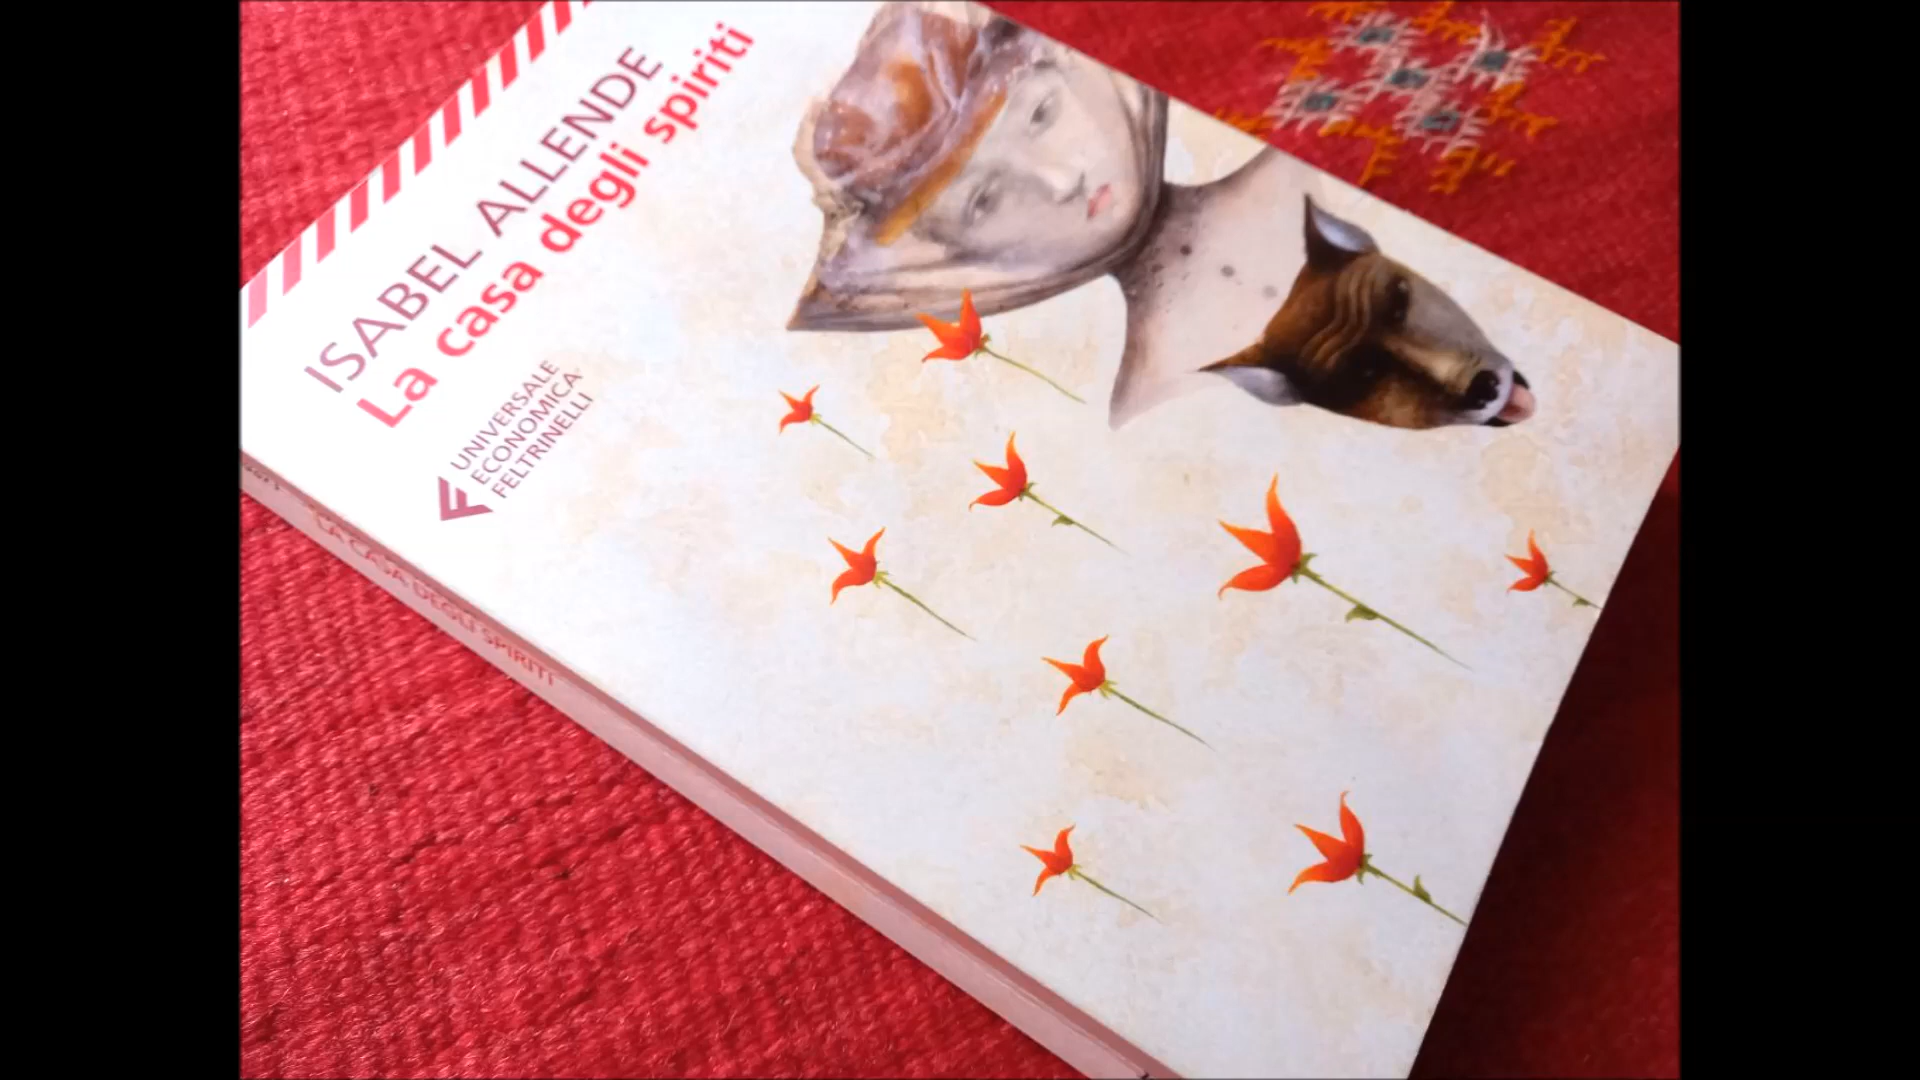 ISABEL ALLENDE
La casa degli spiriti
UNIVERSALE
ECONOMICA
FELTRINELLI
LA CASA DEGLI SPIRITI